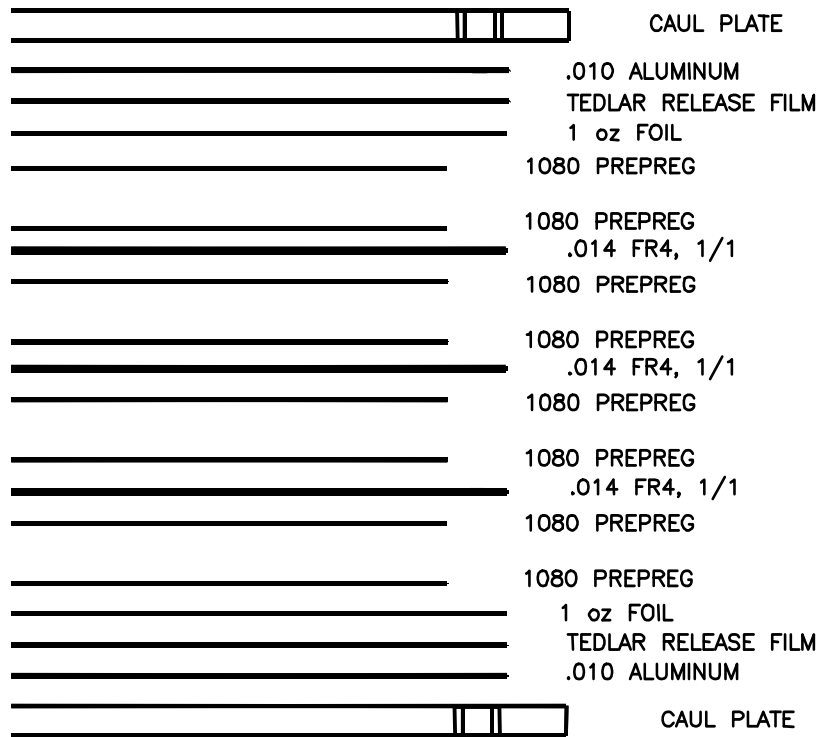 CAUL PLATE
.010 ALUMINUM
TEDLAR RELEASE FILM
1 oz FOIL
1080 PREPREG
1080 PREPREG
.014 FR4, 1/1
1080 PREPREG
1080 PREPREG
.014 FR4, 1/1
1080 PREPREG
1080 PREPREG
.014 FR4, 1/1
1080 PREPREG
1080 PREPREG
1 oz FOIL
TEDLAR RELEASE FILM
.010 ALUMINUM
CAUL PLATE